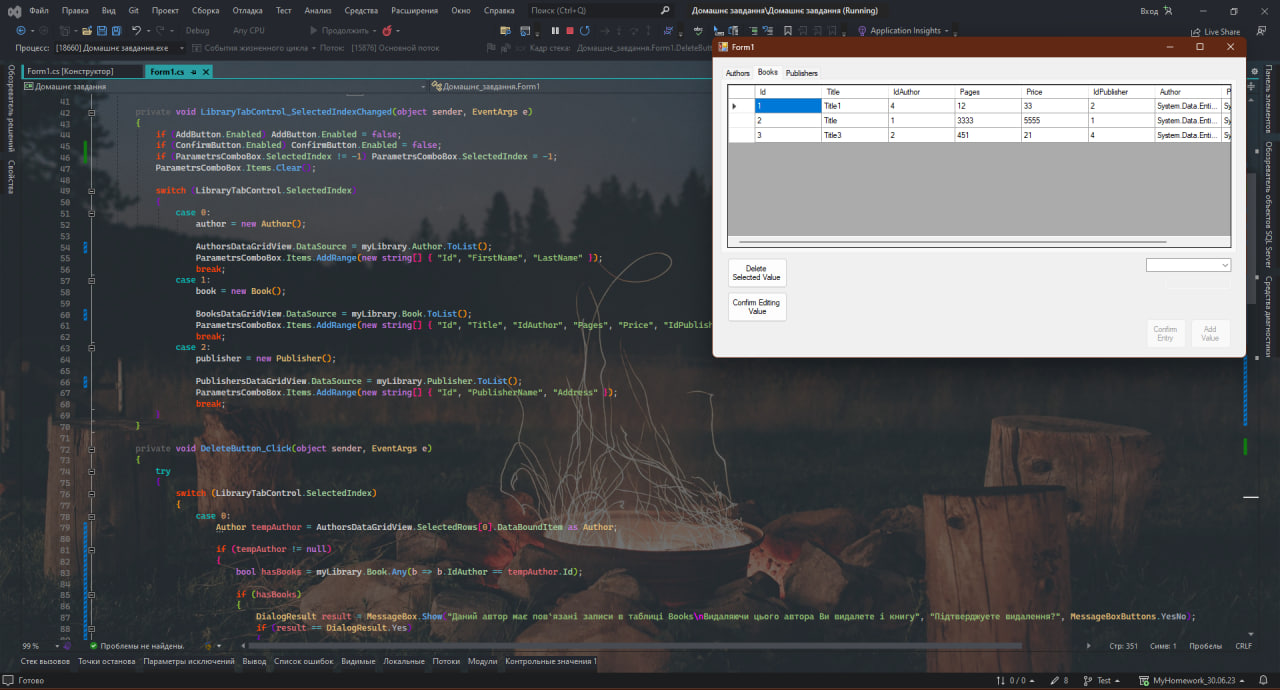 Файл Правка Вид Git Проект Сборка Отладка Тест Анализ Средства Расширения Окно Справка Поиск (Ctrl+Q) Домашнє завдання\Домашнє завдання (Running) Вход
Debug Any CPU Продолжить Application Insights Live Share
Процесс: [18660] Домашнє завдання.exe События жизненного цикла Поток: [15876] Основной поток Кадр стека: Домашнє_завдання.Form1.DeleteButt
Form1.cs [Конструктор] Form1.cs
Домашнє завдання Домашнє_завдання.Form1
Обозреватель решений
Свойства
41
42 private void LibraryTabControl_SelectedIndexChanged(object sender, EventArgs e)
43 {
44 if (AddButton.Enabled) AddButton.Enabled = false;
45 if (ConfirmButton.Enabled) ConfirmButton.Enabled = false;
46 if (ParametrsComboBox.SelectedIndex != -1) ParametrsComboBox.SelectedIndex = -1;
47 ParametrsComboBox.Items.Clear();
48
49 switch (LibraryTabControl.SelectedIndex)
50 {
51 case 0:
52 author = new Author();
53
54 AuthorsDataGridView.DataSource = myLibrary.Author.ToList();
55 ParametrsComboBox.Items.AddRange(new string[] { "Id", "FirstName", "LastName" });
56 break;
57 case 1:
58 book = new Book();
59
60 BooksDataGridView.DataSource = myLibrary.Book.ToList();
61 ParametrsComboBox.Items.AddRange(new string[] { "Id", "Title", "IdAuthor", "Pages", "Price", "IdPublish
62 break;
63 case 2:
64 publisher = new Publisher();
65
66 PublishersDataGridView.DataSource = myLibrary.Publisher.ToList();
67 ParametrsComboBox.Items.AddRange(new string[] { "Id", "PublisherName", "Address" });
68 break;
69 }
70 }
71
72 private void DeleteButton_Click(object sender, EventArgs e)
73 {
74 try
75 {
76 switch (LibraryTabControl.SelectedIndex)
77 {
78 case 0:
79 Author tempAuthor = AuthorsDataGridView.SelectedRows[0].DataBoundItem as Author;
80
81 if (tempAuthor != null)
82 {
83 bool hasBooks = myLibrary.Book.Any(b => b.IdAuthor == tempAuthor.Id);
84
85 if (hasBooks)
86 {
87 DialogResult result = MessageBox.Show("Даний автор має пов'язані записи в таблиці Books\nВидаляючи цього автора Ви видалете і книгу", "Підтверджуєте видалення?", MessageBoxButtons.YesNo);
88 if (result == DialogResult.Yes)
89 {
Form1
Authors Books Publishers
Id Title IdAuthor Pages Price IdPublisher Author P
1 Title1 4 12 33 2 System.Data.Enti... Sy
2 Title 1 3333 5555 1 System.Data.Enti... Sy
3 Title3 2 451 21 4 System.Data.Enti... Sy
Delete
Selected Value
Confirm Editing
Value
Confirm
Entry
Add
Value
Панель элементов
Обозреватель объектов SQL Server
Средства диагностики
99 % Проблемы не найдены. Стр: 351 Симв: 1 Пробелы CRLF
Стек вызовов Точки останова Параметры исключений Вывод Список ошибок Видимые Локальные Потоки Модули Контрольные значения 1
Готово 0 / 0 8 Test MyHomework_30.06.23